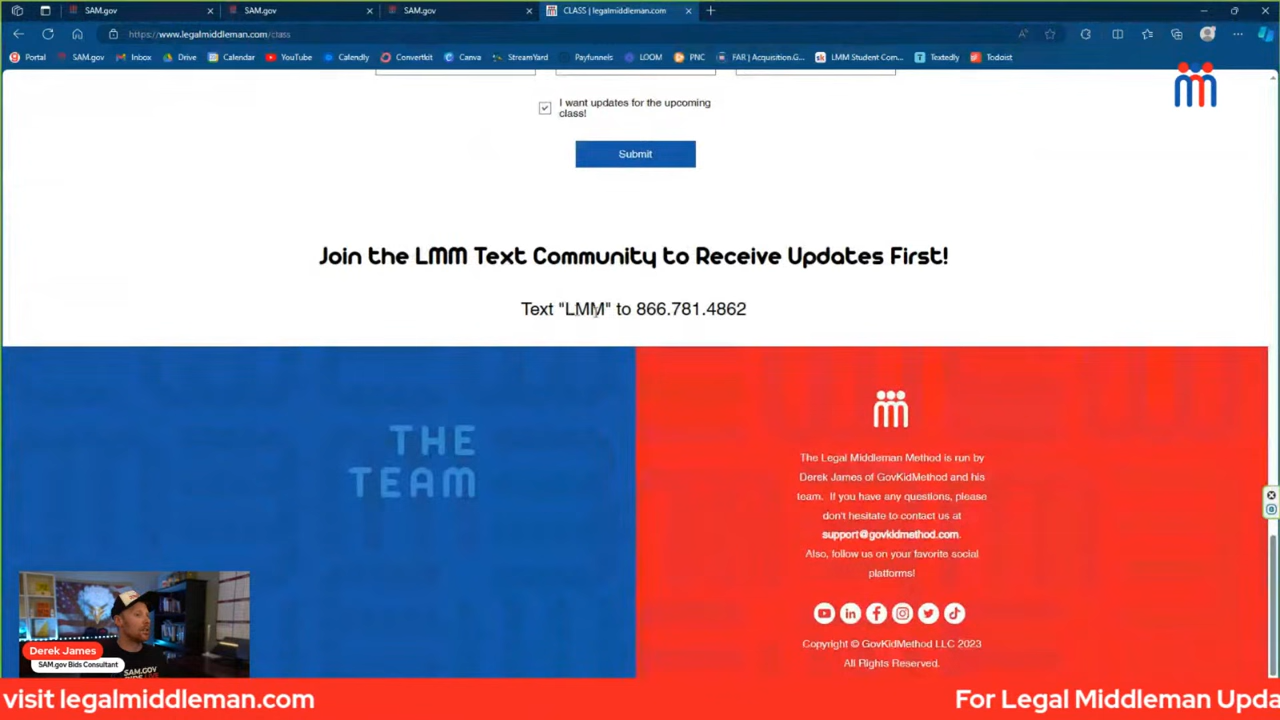 SAM.gov
SAM.gov
SAM.gov
CLASS | legalmiddleman.com
https://www.legalmiddleman.com/class
Portal
SAM.gov
Inbox
Drive
Calendar
YouTube
Calendly
Convertkit
Canva
StreamYard
Payfunnels
LOOM
PNC
FAR | Acquisition.G...
LMM Student Com...
Textedly
Todoist
I want updates for the upcoming
class!
Submit
Join the LMM Text Community to Receive Updates First!
Text "LMM" to 866.781.4862
THE
TEAM
The Legal Middleman Method is run by
Derek James of GovKidMethod and his
team. If you have any questions, please
don't hesitate to contact us at
support@govkidmethod.com.
Also, follow us on your favorite social
platforms!
Copyright © GovKidMethod LLC 2023
All Rights Reserved.
Derek James
SAM.gov Bids Consultant
SAM.GOV
visit legalmiddleman.com
For Legal Middleman Upda